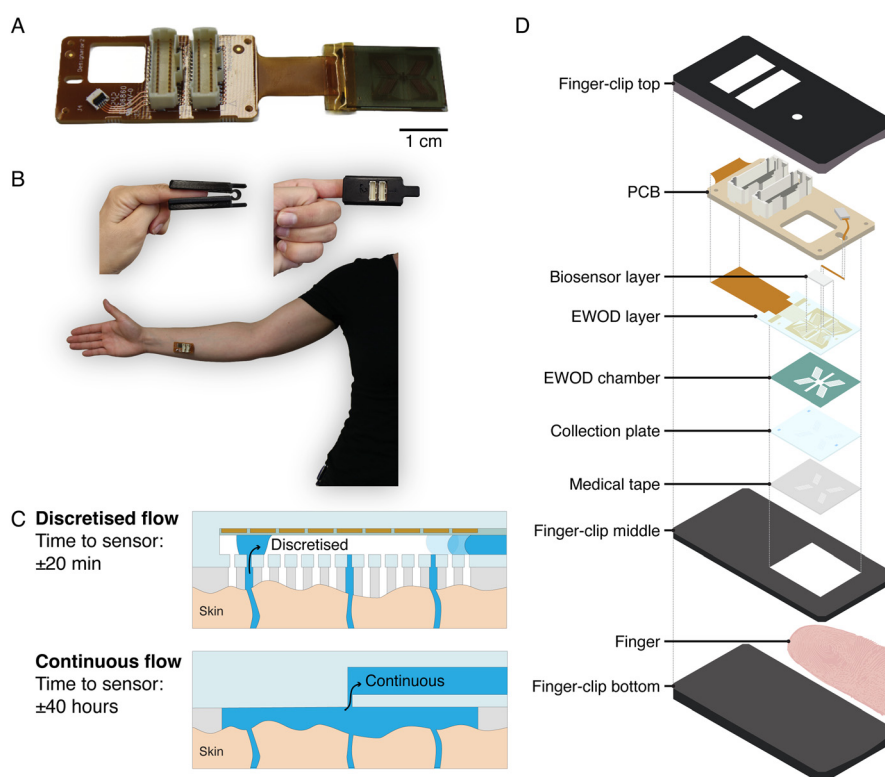 A
1 cm
B
C
Discretised flow
Time to sensor:
±20 min
Discretised
Skin
Continuous flow
Time to sensor:
±40 hours
Continuous
Skin
D
Finger-clip top
PCB
Biosensor layer
EWOD layer
EWOD chamber
Collection plate
Medical tape
Finger-clip middle
Finger
Finger-clip bottom